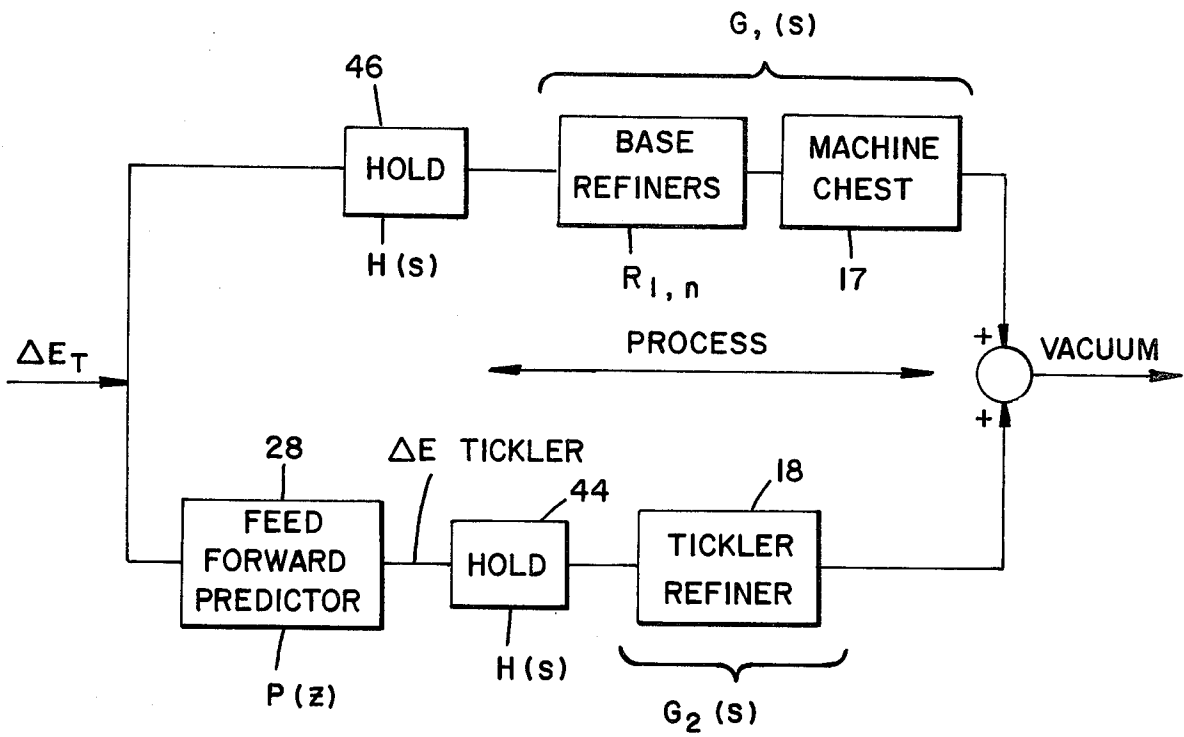 G, (S)
46
HOLD
BASE
REFINERS
MACHINE
CHEST
H (S)
R1, n
17
ΔET
PROCESS
+
VACUUM
+
28
ΔE TICKLER
44
18
FEED
FORWARD
PREDICTOR
HOLD
TICKLER
REFINER
P (Z)
H (S)
G2 (S)